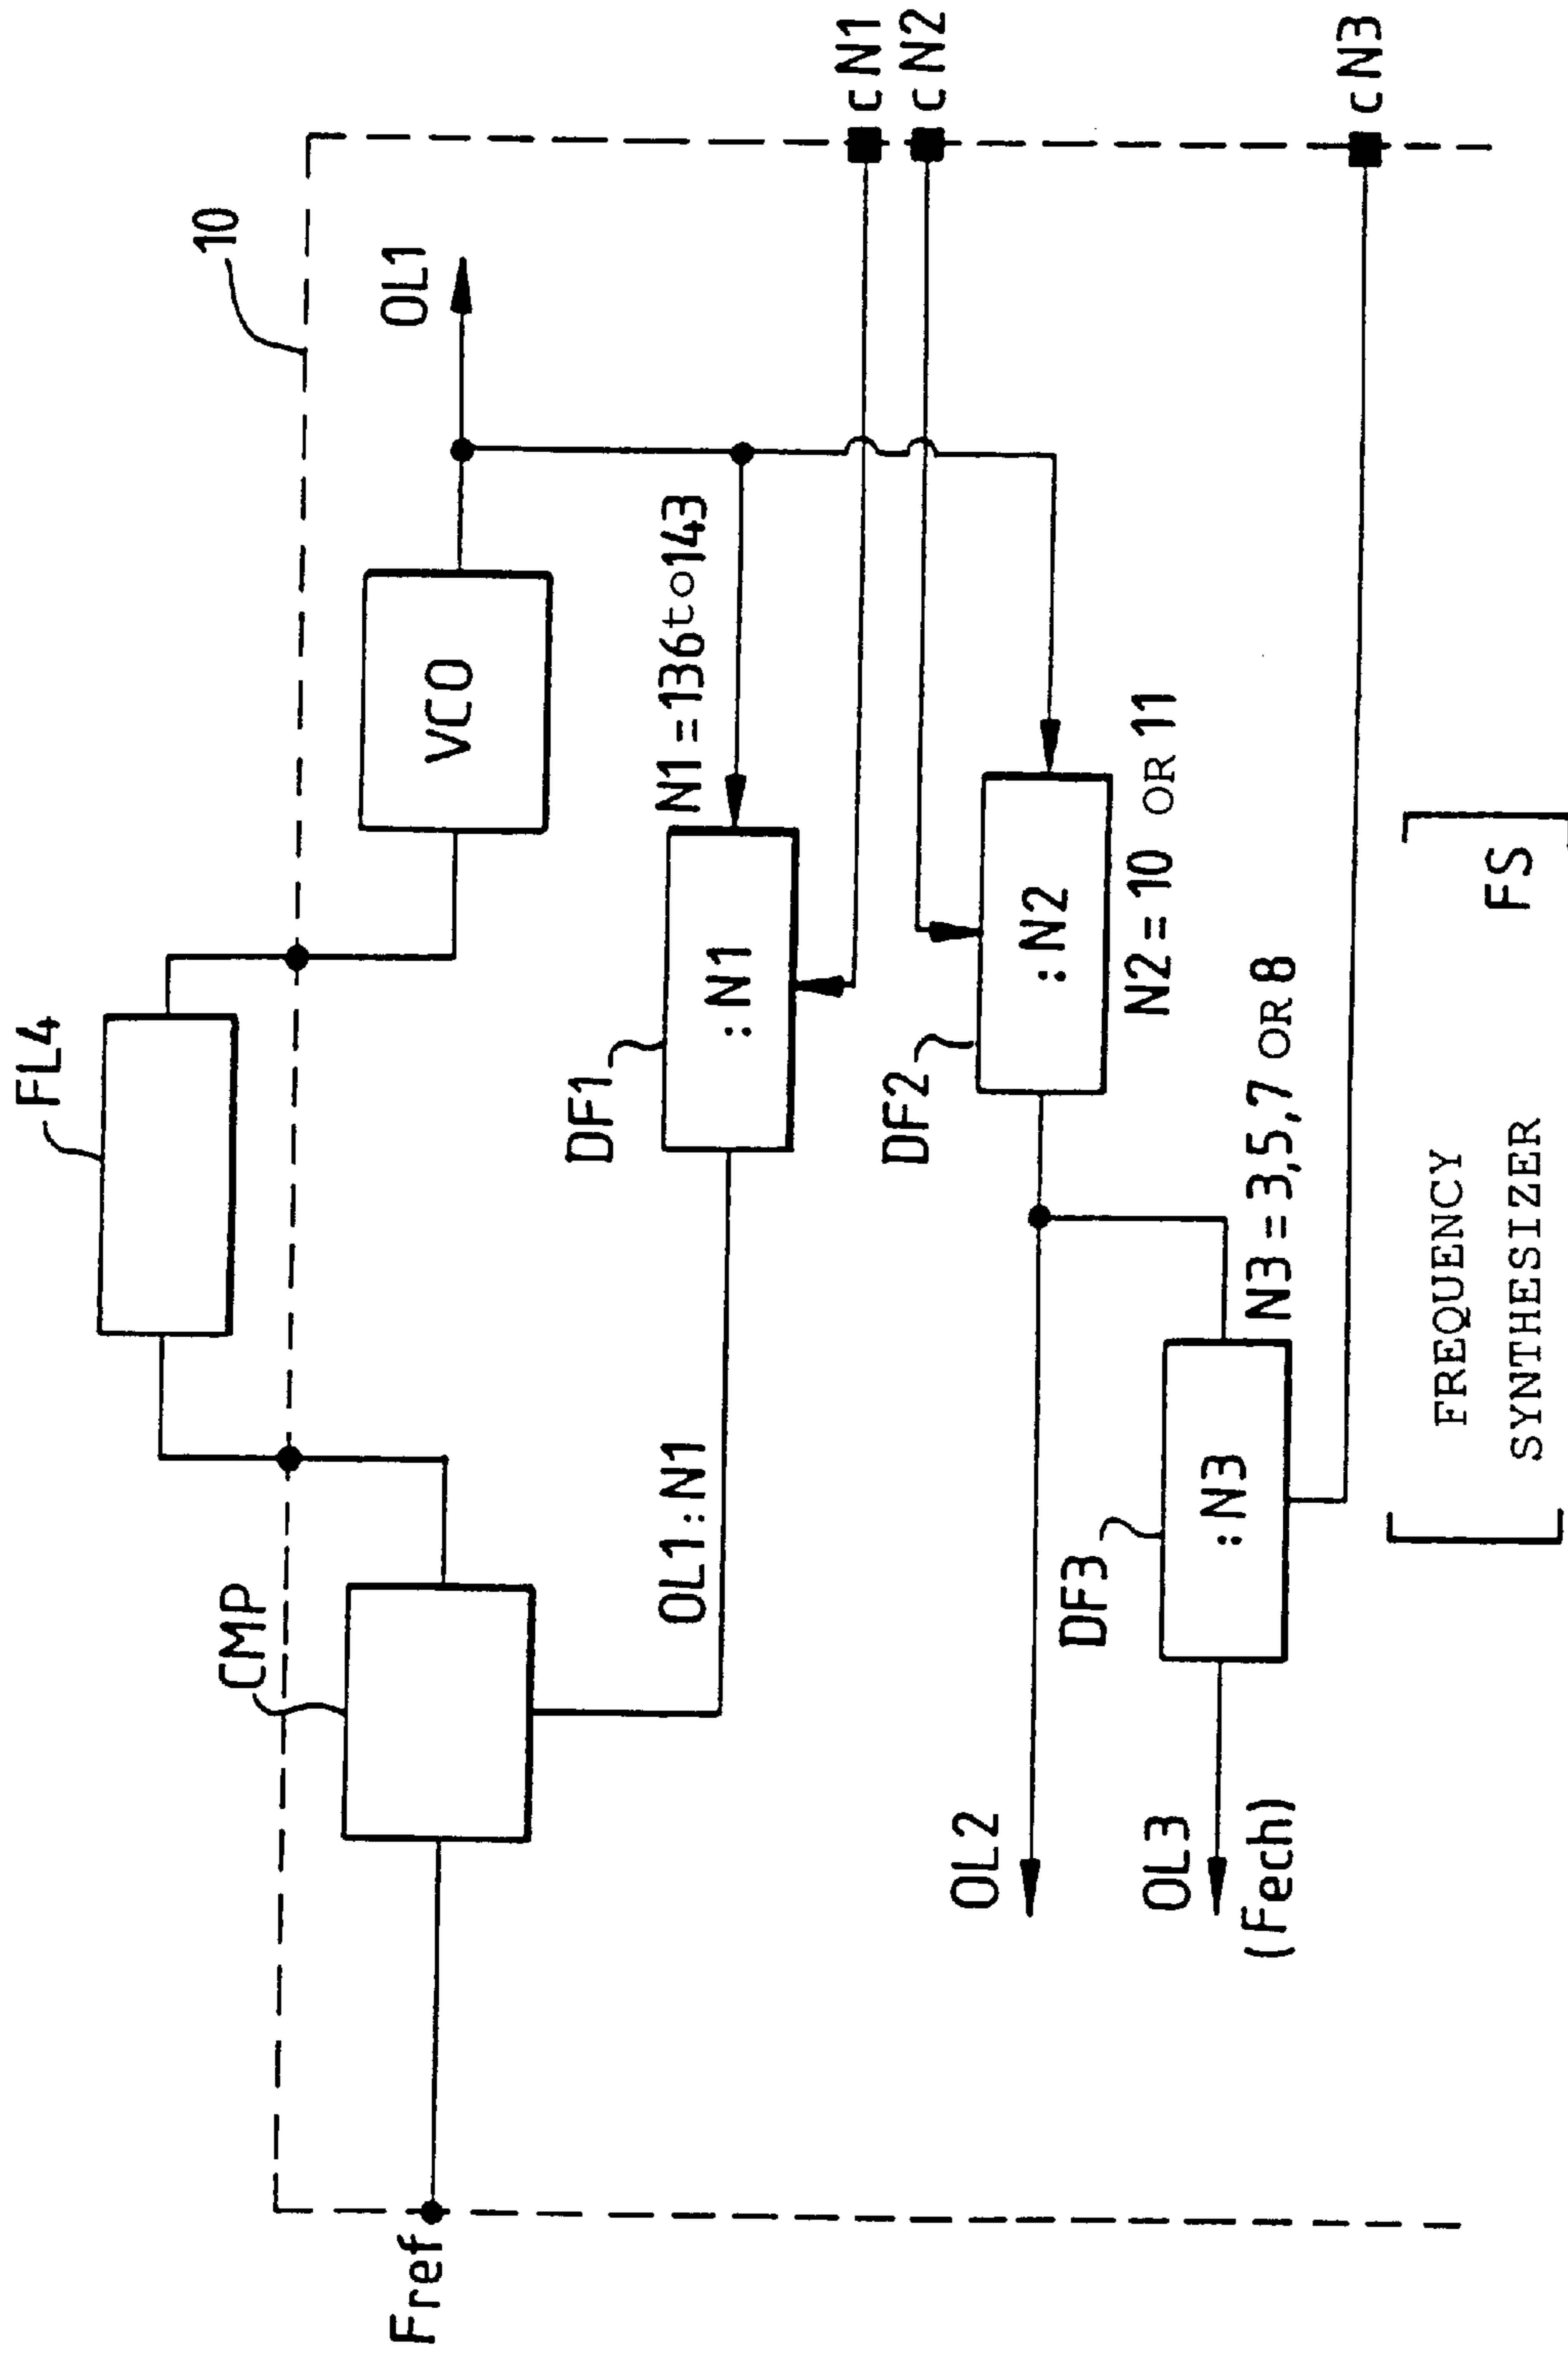 FL4
10
CMP
VCO
OL1
Fref
DF1
:N1
N1=136to143
OL1:N1
cN1
cN2
DF2
:N2
N2=10 OR 11
OL2
DF3
:N3
N3=3,5,7 OR 8
OL3
(Fech)
cN3
FREQUENCY
SYNTHESIZER
FS